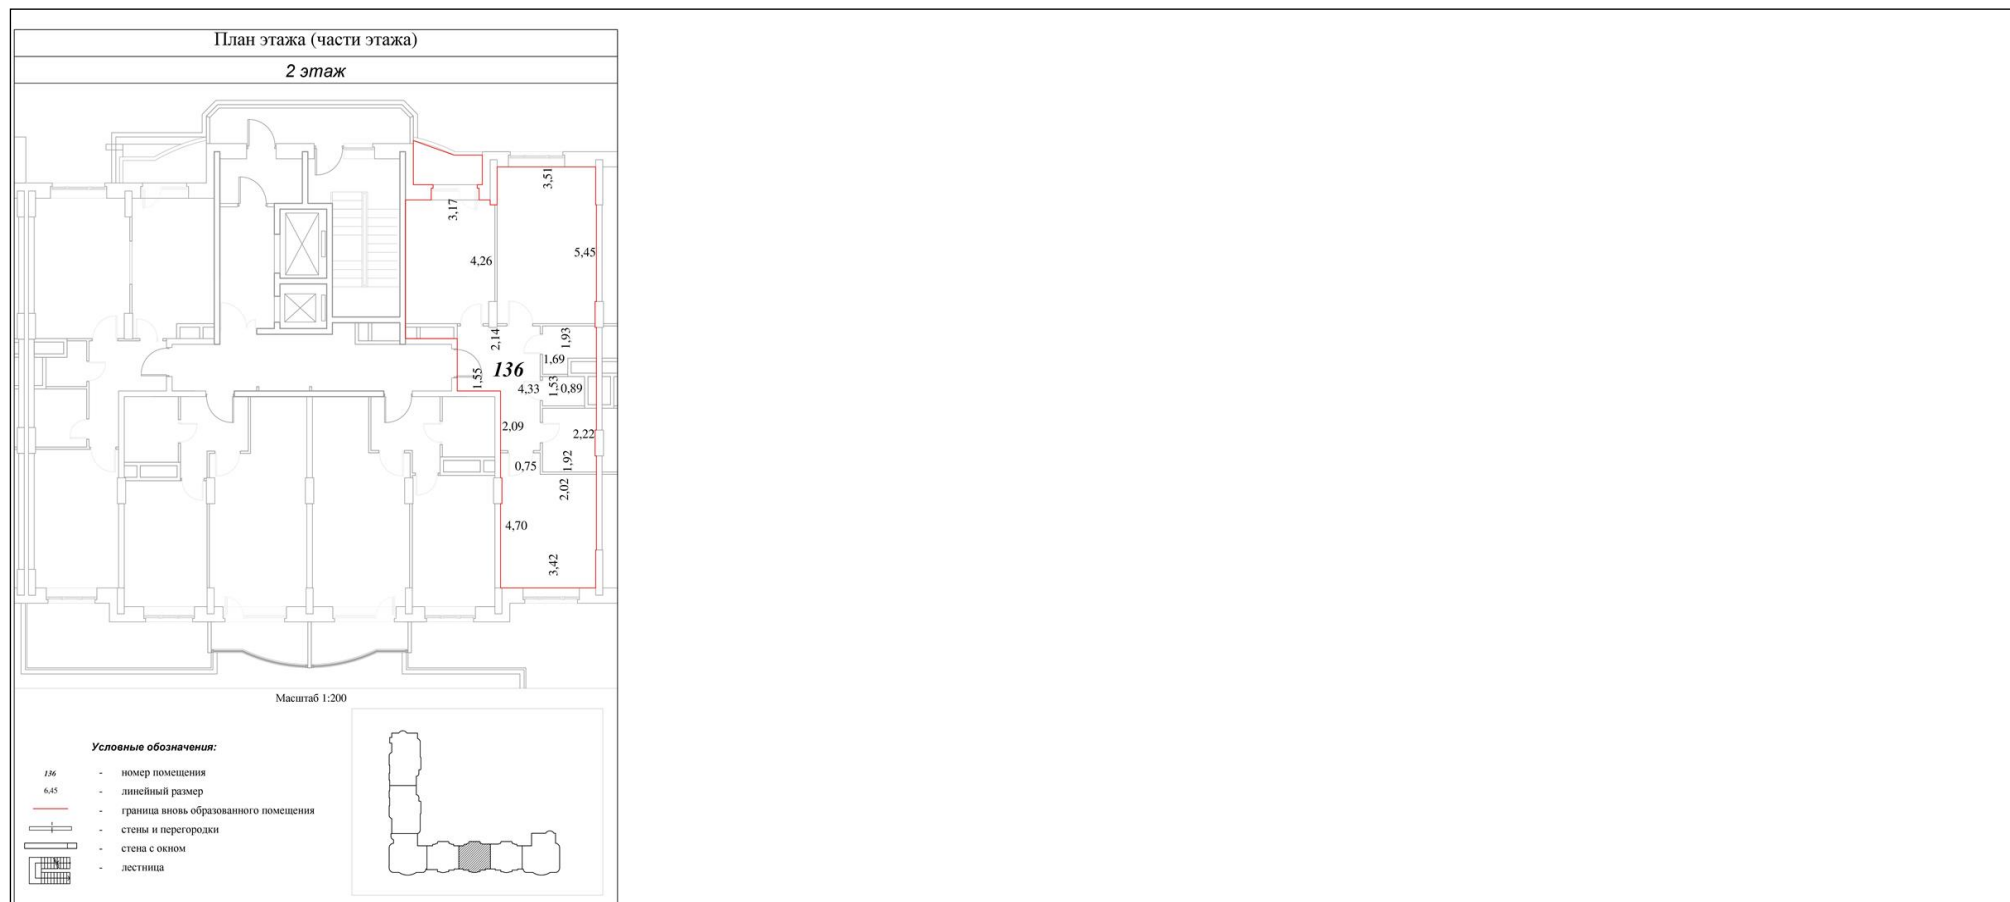 План этажа (части этажа)
2 этаж
3,51
3,17
5,45
4,26
2,14
1,93
1,69
136
1,55
4,33
1,53
0,89
2,09
2,22
0,75
1,92
2,02
4,70
3,42
Масштаб 1:200
Условные обозначения:
136 - номер помещения
6,45 - линейный размер
- граница вновь образованного помещения
- стены и перегородки
- стена с окном
- лестница